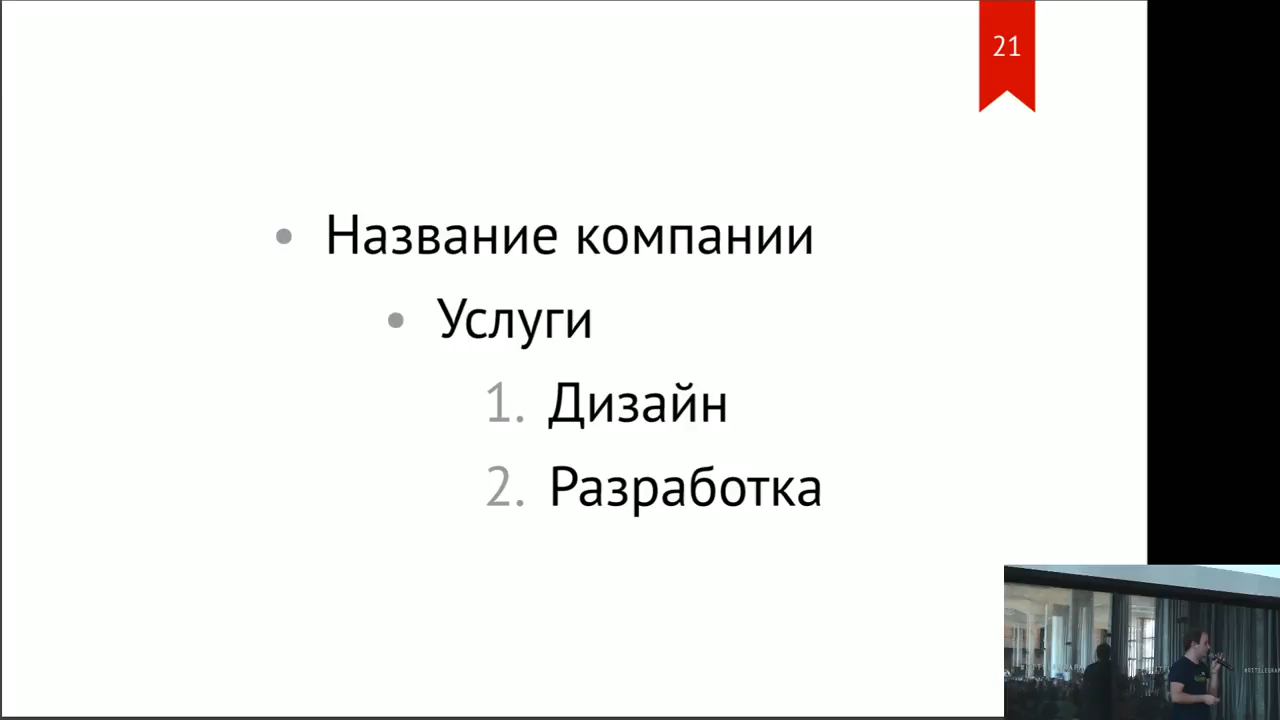 21
• Название компании
• Услуги
1. Дизайн
2. Разработка